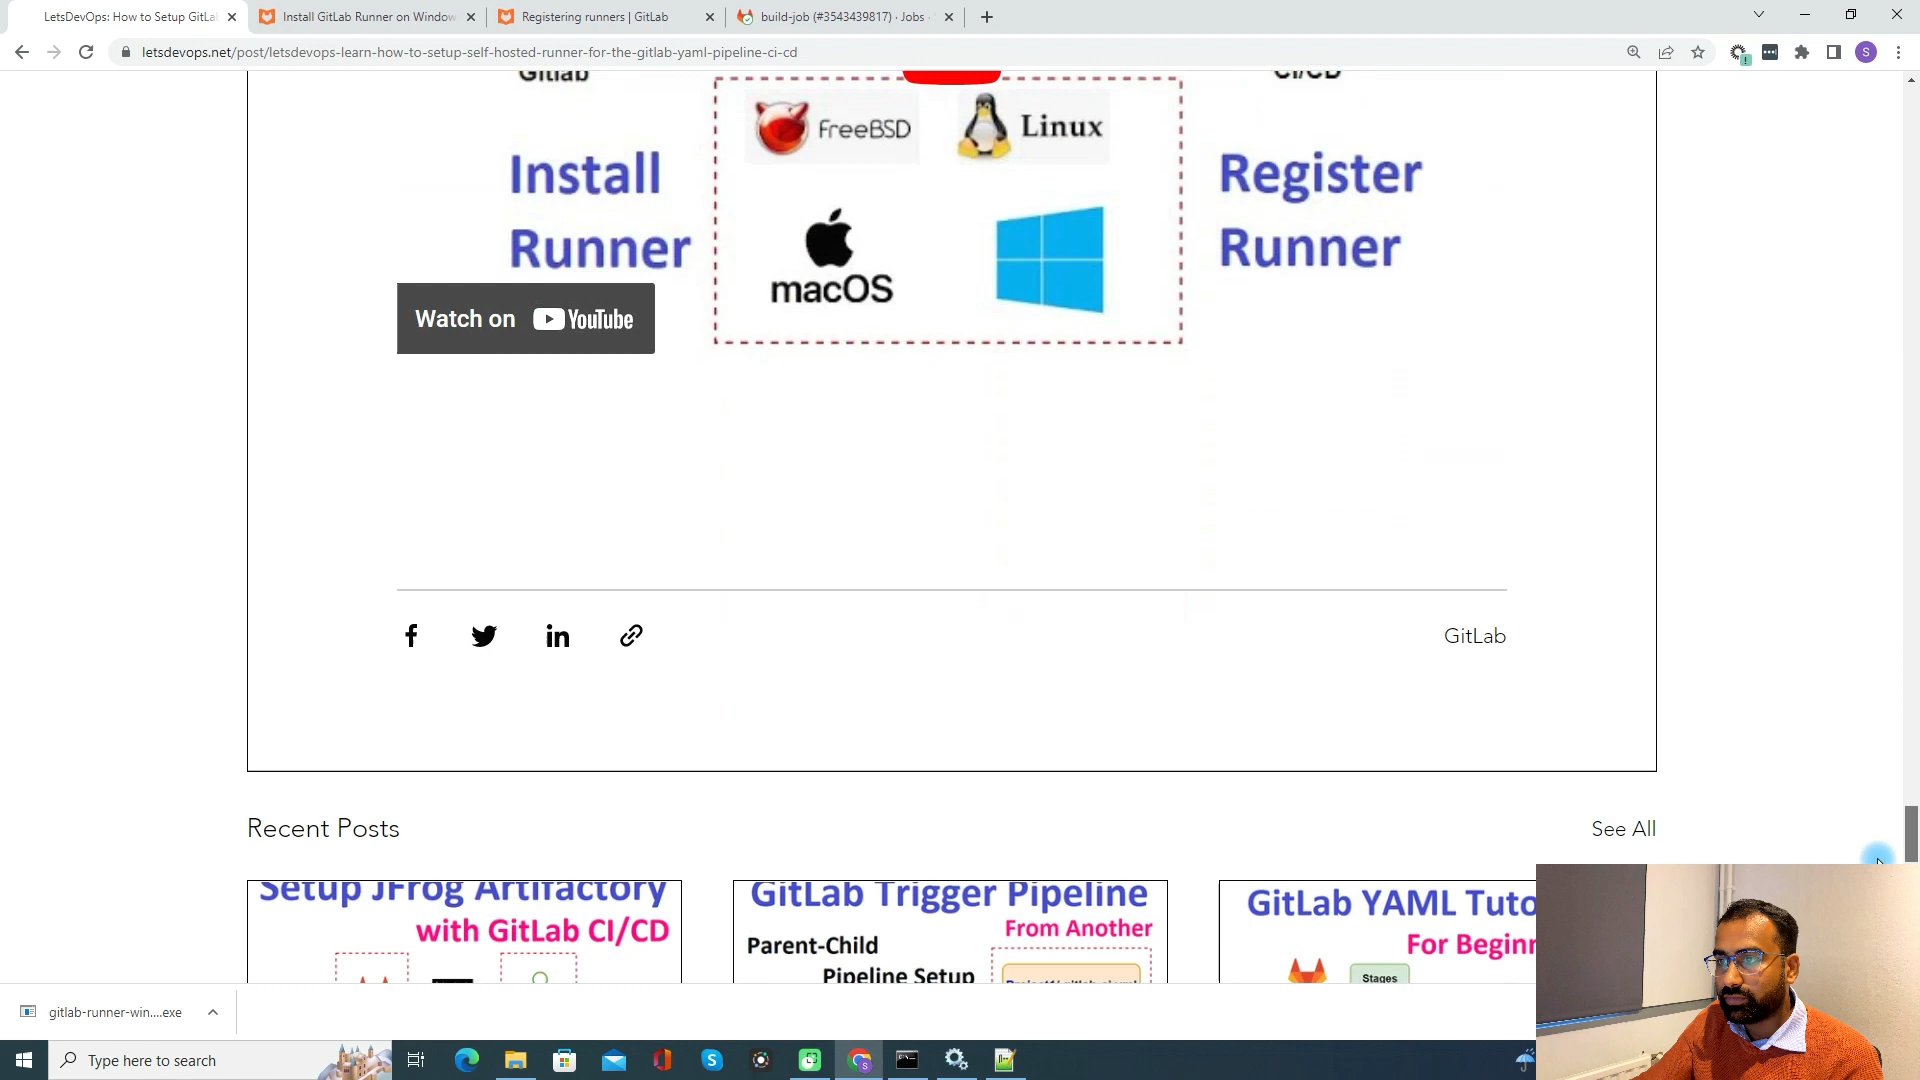 LetsDevOps: How to Setup GitLa
Install GitLab Runner on Window
Registering runners | GitLab
build-job (#3543439817) · Jobs ·
letsdevops.net/post/letsdevops-learn-how-to-setup-self-hosted-runner-for-the-gitlab-yaml-pipeline-ci-cd
S
Gitlab
CI/CD
FreeBSD
Linux
Install
Runner
macOS
Register
Runner
Watch on YouTube
GitLab
Recent Posts
See All
Setup JFrog Artifactory
with GitLab CI/CD
GitLab Trigger Pipeline
From Another
Parent-Child
Pipeline Setup
GitLab YAML Tuto
For Beginn
Stages
gitlab-runner-win....exe
Type here to search